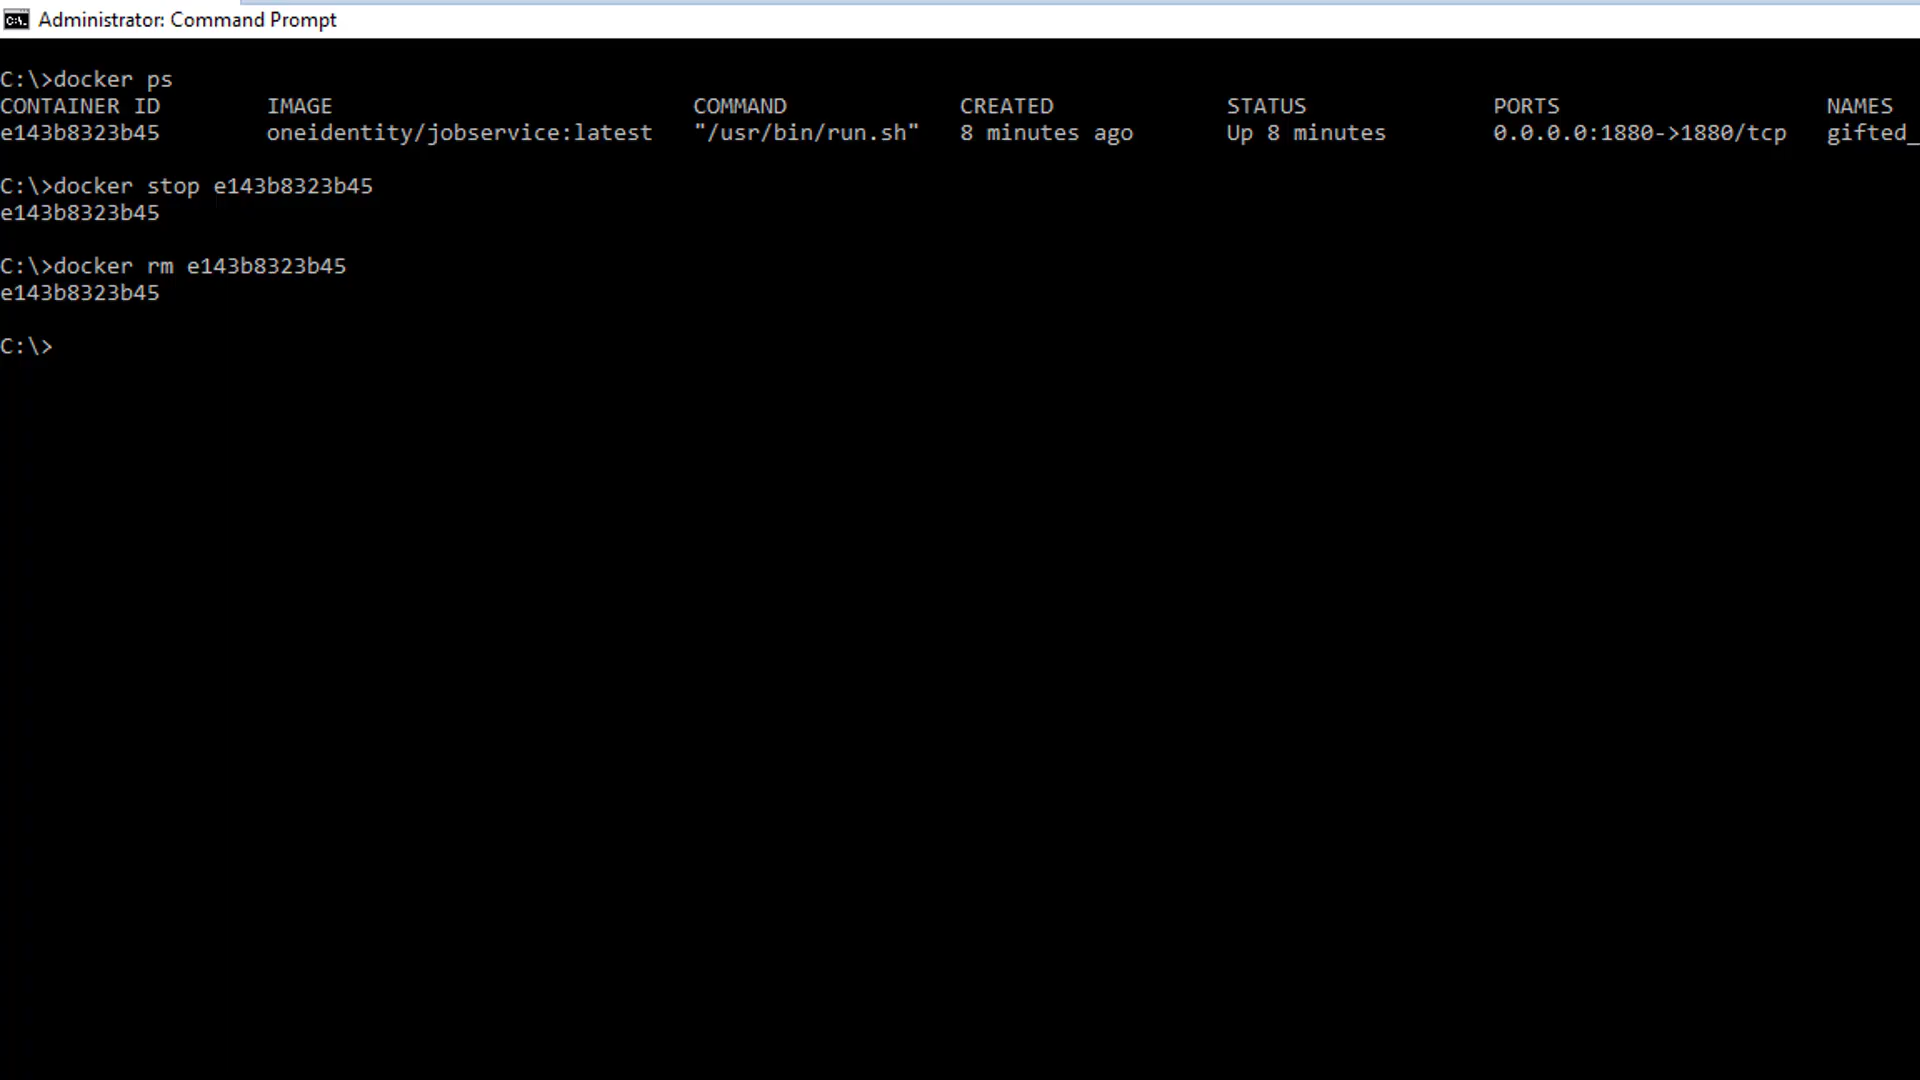 Administrator: Command Prompt
C:\>docker ps
CONTAINER ID IMAGE COMMAND CREATED STATUS PORTS NAMES
e143b8323b45 oneidentity/jobservice:latest "/usr/bin/run.sh" 8 minutes ago Up 8 minutes 0.0.0.0:1880->1880/tcp gifted_
C:\>docker stop e143b8323b45
e143b8323b45
C:\>docker rm e143b8323b45
e143b8323b45
C:\>